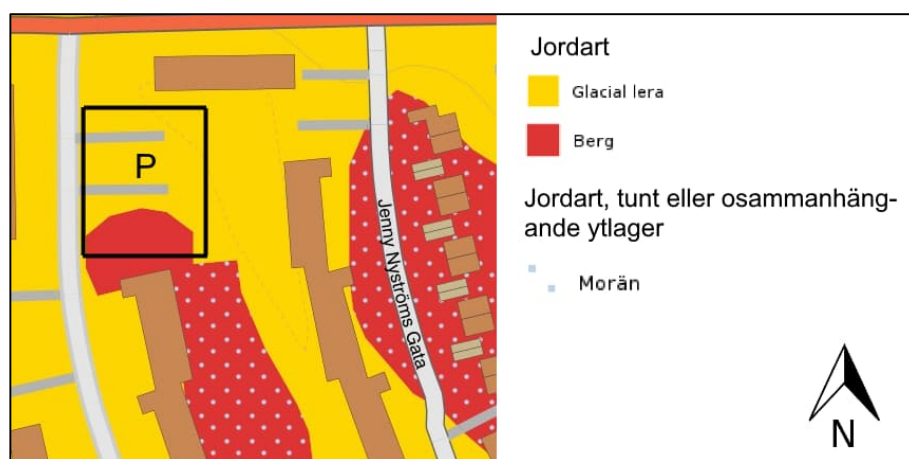 P
Jenny Nyströms Gata
Jordart
Glacial lera
Berg
Jordart, tunt eller osammanhäng-
ande ytlager
Morän
N